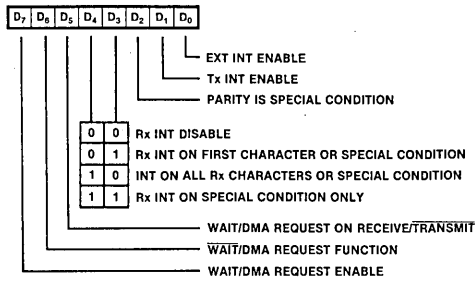 D7 D6 D5 D4 D3 D2 D1 D0
EXT INT ENABLE
Tx INT ENABLE
PARITY IS SPECIAL CONDITION
0 0 Rx INT DISABLE
0 1 Rx INT ON FIRST CHARACTER OR SPECIAL CONDITION
1 0 INT ON ALL Rx CHARACTERS OR SPECIAL CONDITION
1 1 Rx INT ON SPECIAL CONDITION ONLY
WAIT/DMA REQUEST ON RECEIVE/T̅R̅A̅N̅S̅M̅I̅T̅
W̅A̅I̅T̅/DMA REQUEST FUNCTION
WAIT/DMA REQUEST ENABLE